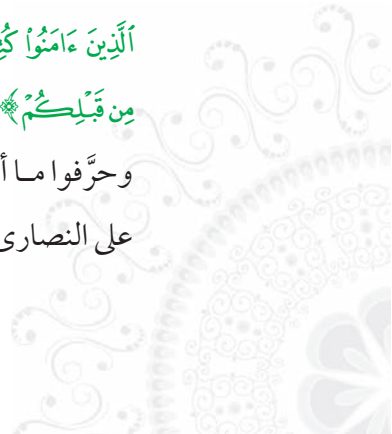 ٱلَّذِينَ ءَامَنُوا۟
مِن قَبْلِكُمْ ﴾
وحرَّفوا مـا
على النصارى